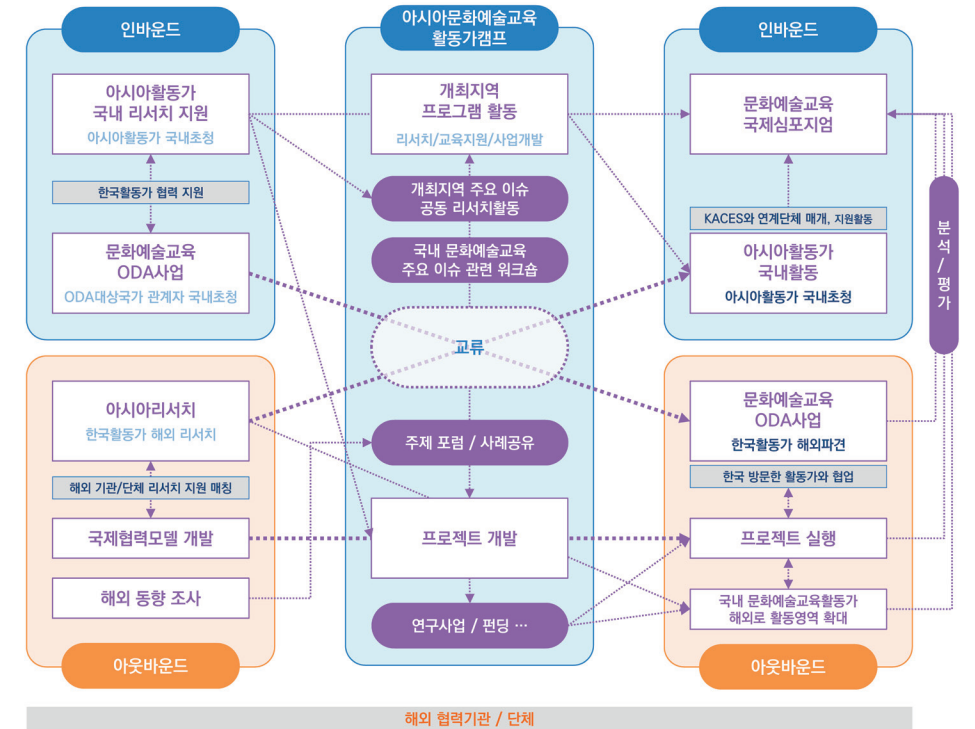 인바운드
아시아활동가
국내 리서치 지원
아시아활동가 국내초청
한국활동가 협력 지원
문화예술교육
ODA사업
ODA대상국가 관계자 국내초청
아시아리서치
한국활동가 해외 리서치
해외 기관/단체 리서치 지원 매칭
국제협력모델 개발
해외 동향 조사
아웃바운드
아시아문화예술교육
활동가캠프
개최지역
프로그램 활동
리서치/교육지원/사업개발
개최지역 주요 이슈
공동 리서치활동
국내 문화예술교육
주요 이슈 관련 워크숍
교류
주제 포럼 / 사례공유
프로젝트 개발
연구사업 / 펀딩 …
인바운드
문화예술교육
국제심포지엄
KACES와 연계단체 매개, 지원활동
아시아활동가
국내활동
아시아활동가 국내초청
문화예술교육
ODA사업
한국활동가 해외파견
한국 방문한 활동가와 협업
프로젝트 실행
국내 문화예술교육활동가
해외로 활동영역 확대
아웃바운드
분석/평가
해외 협력기관 / 단체